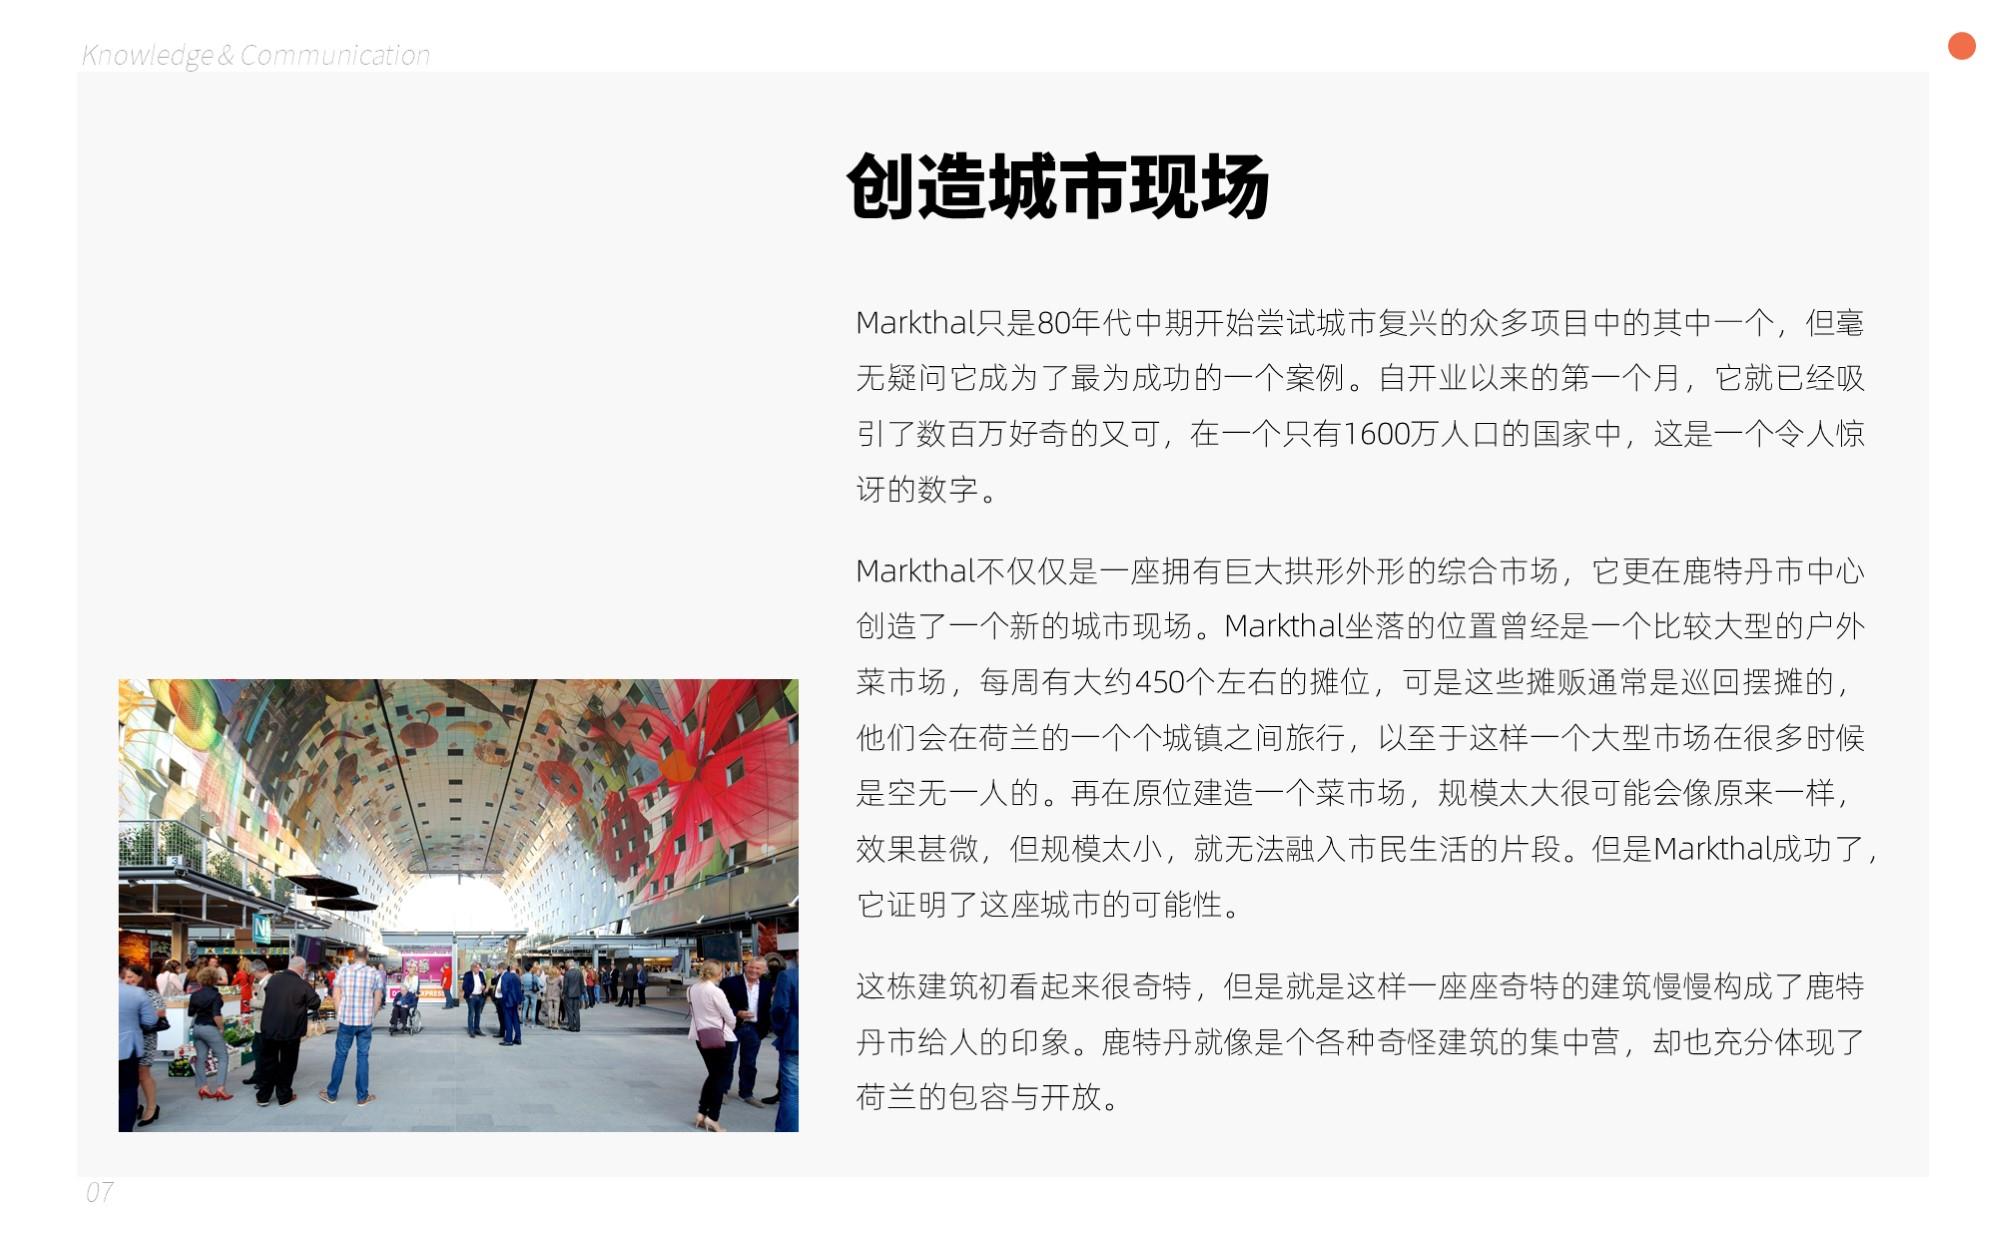 Knowledge & Communication
创造城市现场
Markthal只是80年代中期开始尝试城市复兴的众多项目中的其中一个，但毫
无疑问它成为了最为成功的一个案例。自开业以来的第一个月，它就已经吸
引了数百万好奇的又可，在一个只有1600万人口的国家中，这是一个令人惊
讶的数字。
Markthal不仅仅是一座拥有巨大拱形外形的综合市场，它更在鹿特丹市中心
创造了一个新的城市现场。Markthal坐落的位置曾经是一个比较大型的户外
菜市场，每周有大约450个左右的摊位，可是这些摊贩通常是巡回摆摊的，
他们会在荷兰的一个个城镇之间旅行，以至于这样一个大型市场在很多时候
是空无一人的。再在原位建造一个菜市场，规模太大很可能会像原来一样，
效果甚微，但规模太小，就无法融入市民生活的片段。但是Markthal成功了，
它证明了这座城市的可能性。
这栋建筑初看起来很奇特，但是就是这样一座座奇特的建筑慢慢构成了鹿特
丹市给人的印象。鹿特丹就像是个各种奇怪建筑的集中营，却也充分体现了
荷兰的包容与开放。
07